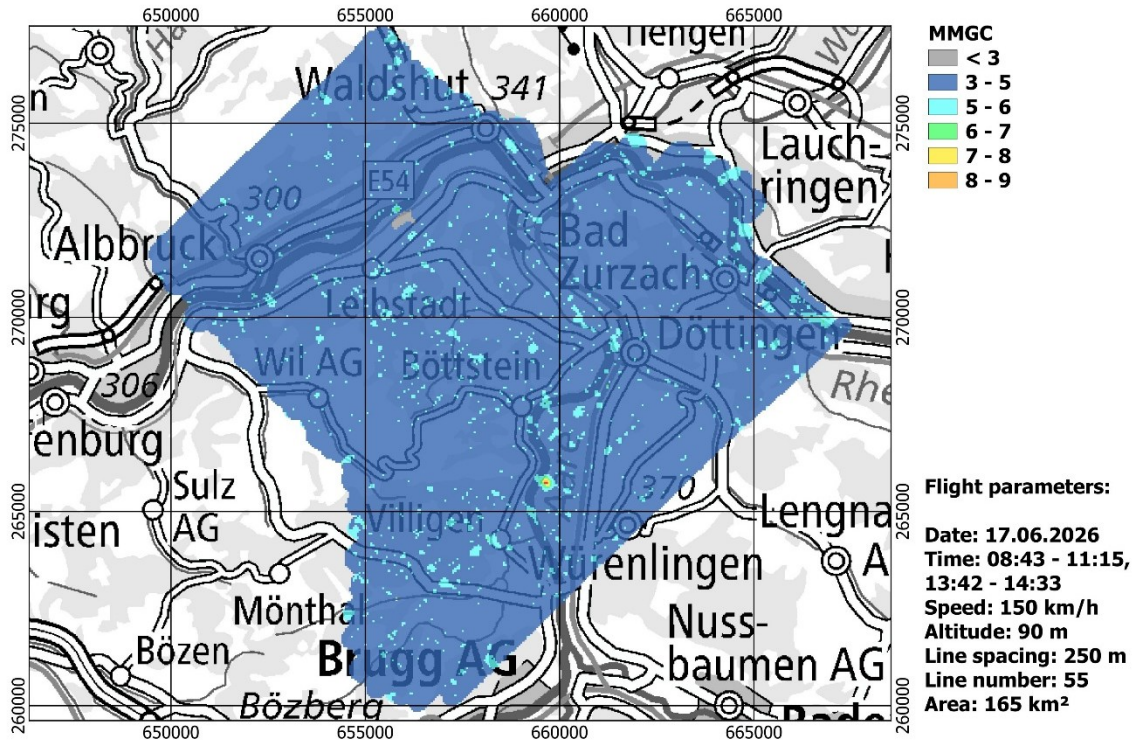 650000 655000 660000 665000
Tiengen
Waldshut 341
Lauch-
ringen
E54
300
Albbruck
Bad
Zurzach
Leibstadt
Döttingen
Wil AG Böttstein
306
Rhe
enburg
370
Sulz
AG
Villigen
Lengna
isten
Würenlingen
A
Mönthal
Nuss-
baumen AG
Bözen
Brugg AG
Bözberg
275000
270000
265000
260000
275000
270000
265000
260000
650000 655000 660000 665000
MMGC
< 3
3 - 5
5 - 6
6 - 7
7 - 8
8 - 9
Flight parameters:
Date: 17.06.2026
Time: 08:43 - 11:15,
13:42 - 14:33
Speed: 150 km/h
Altitude: 90 m
Line spacing: 250 m
Line number: 55
Area: 165 km²